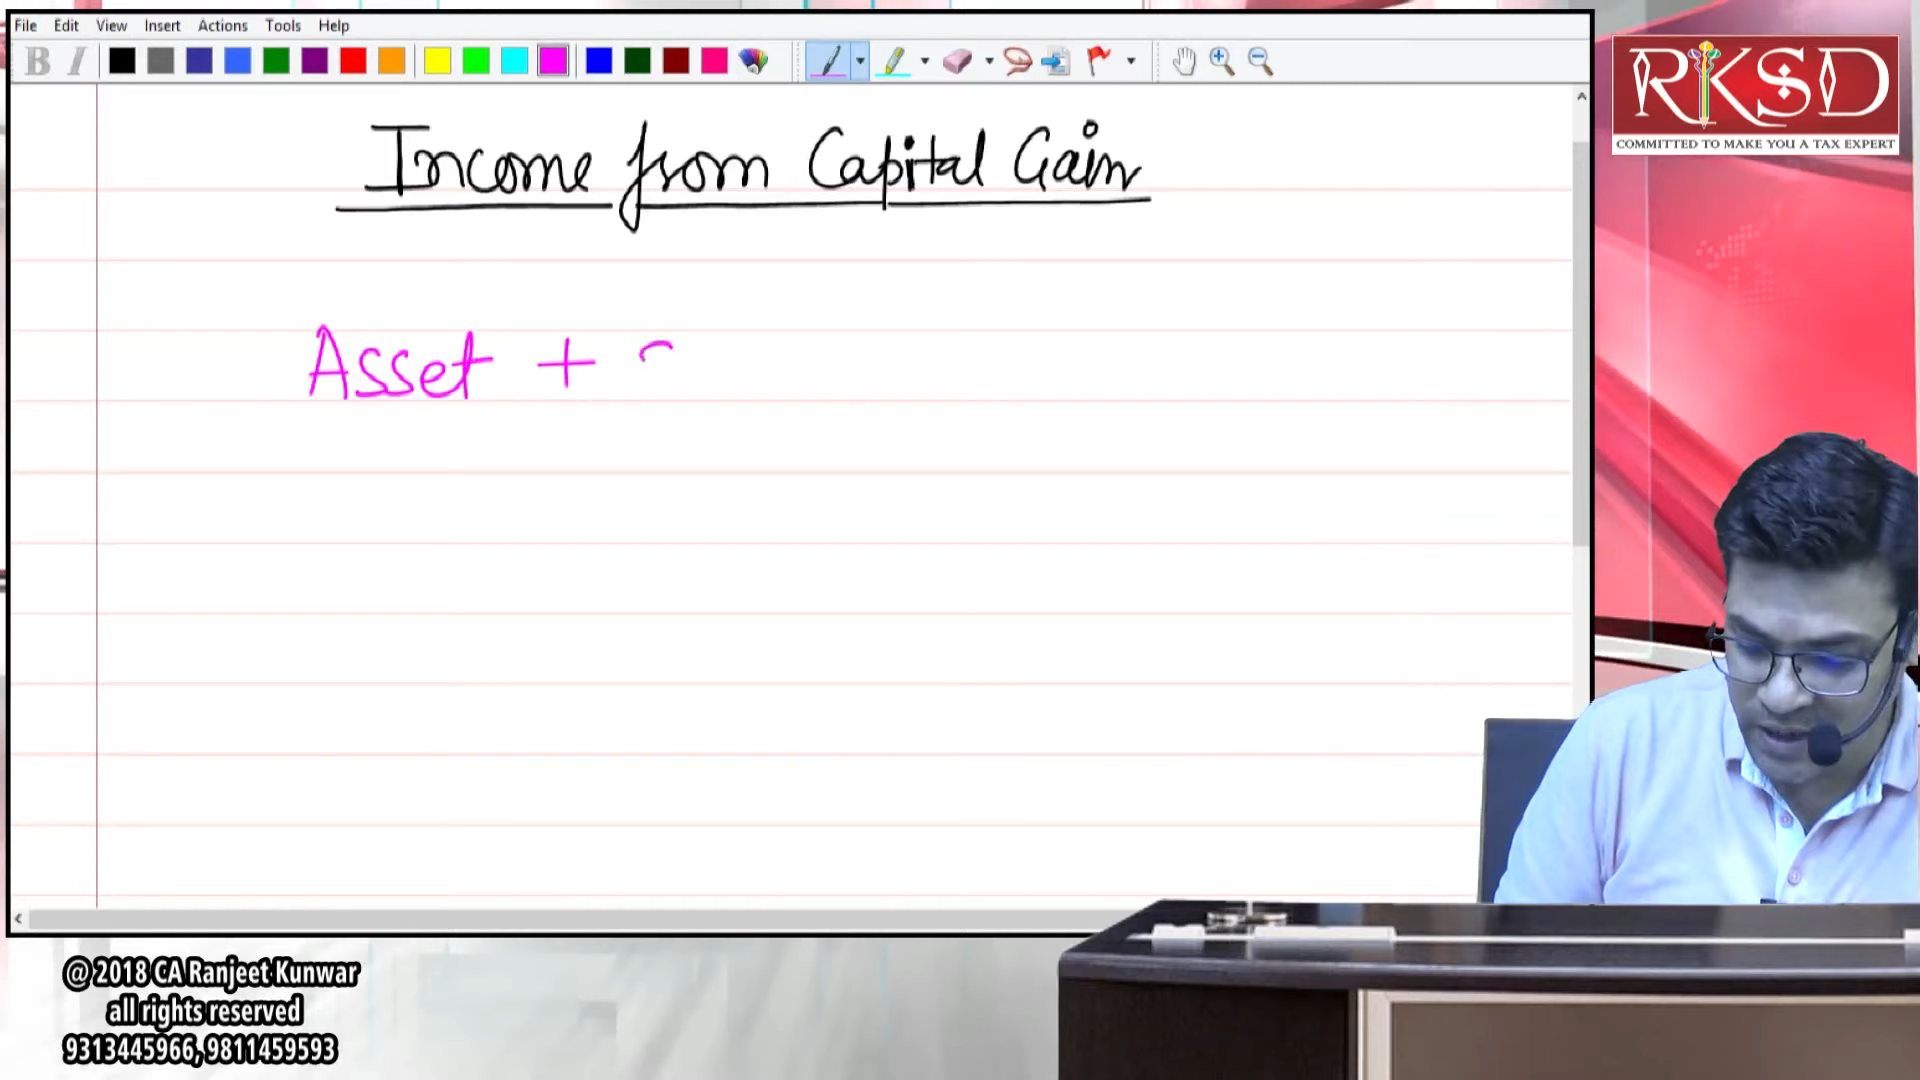 File Edit View Insert Actions Tools Help
B I
Income from Capital Gain
Asset +
RKSD
COMMITTED TO MAKE YOU A TAX EXPERT
@ 2018 CA Ranjeet Kunwar
all rights reserved
9313445966, 9811459593